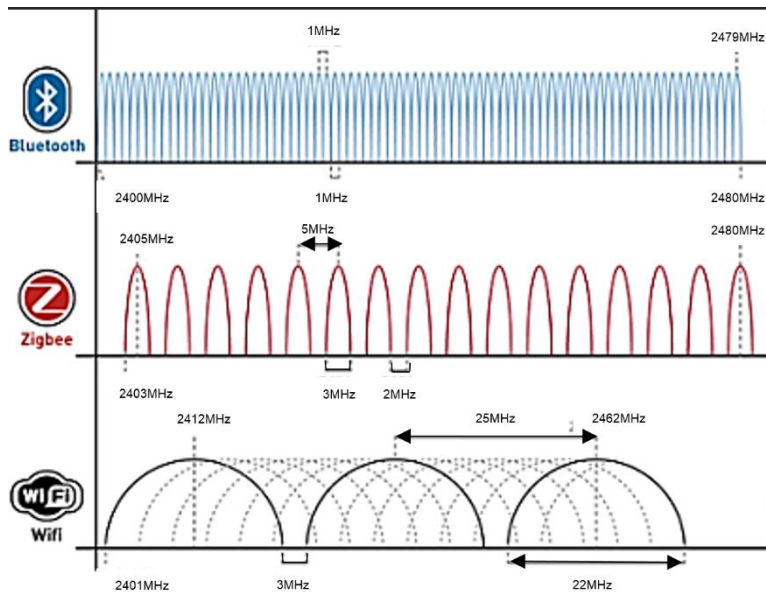 1MHz
2479MHz
Bluetooth
2400MHz
1MHz
2480MHz
2405MHz
5MHz
2480MHz
Z
Zigbee
2403MHz
3MHz
2MHz
2412MHz
25MHz
2462MHz
WiFi
Wifi
2401MHz
3MHz
22MHz